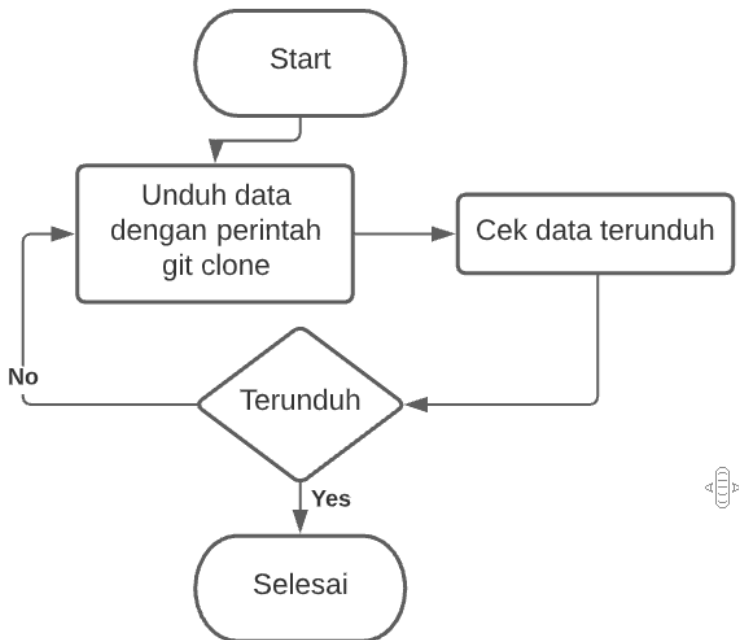 Start
Unduh data
dengan perintah
git clone
Cek data terunduh
No
Terunduh
Yes
Selesai